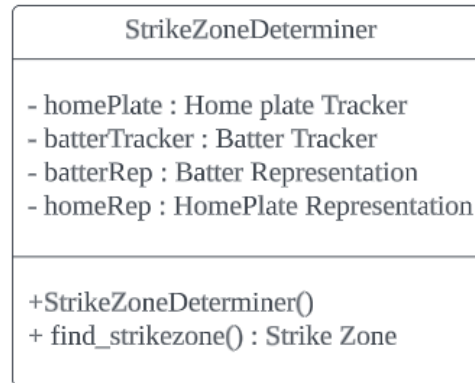 StrikeZoneDeterminer
- homePlate : Home plate Tracker
- batterTracker : Batter Tracker
- batterRep : Batter Representation
- homeRep : HomePlate Representation
+StrikeZoneDeterminer()
+ find_strikezone() : Strike Zone